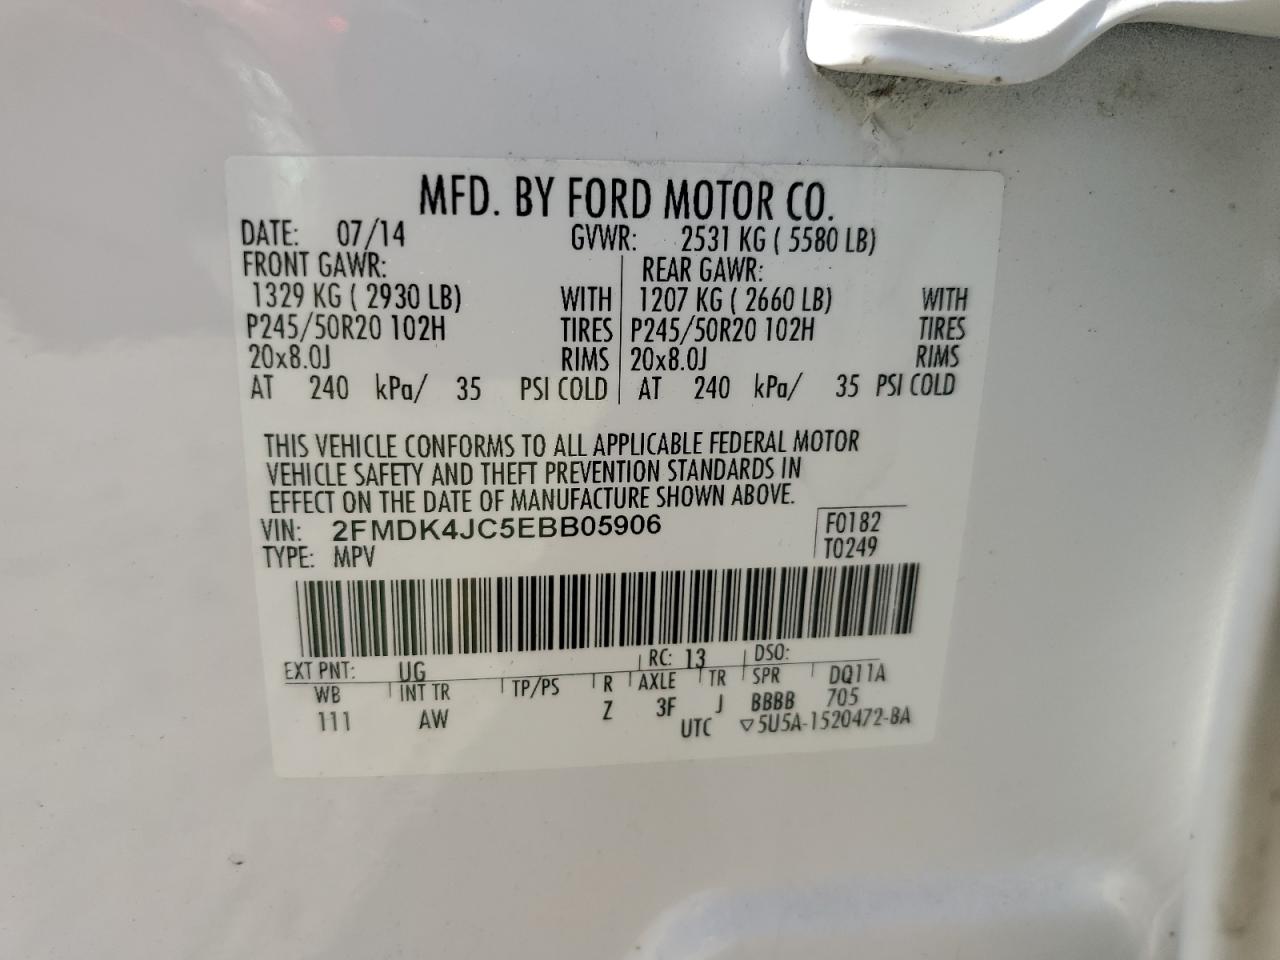 MFD. BY FORD MOTOR CO.
DATE: 07/14 GVWR: 2531 KG ( 5580 LB)
FRONT GAWR: REAR GAWR:
1329 KG ( 2930 LB) WITH 1207 KG ( 2660 LB) WITH
P245/50R20 102H TIRES P245/50R20 102H TIRES
20x8.0J RIMS 20x8.0J RIMS
AT 240 kPa/ 35 PSI COLD AT 240 kPa/ 35 PSI COLD
THIS VEHICLE CONFORMS TO ALL APPLICABLE FEDERAL MOTOR
VEHICLE SAFETY AND THEFT PREVENTION STANDARDS IN
EFFECT ON THE DATE OF MANUFACTURE SHOWN ABOVE.
VIN: 2FMDK4JC5EBB05906 F0182
TYPE: MPV T0249
EXT PNT: UG RC: 13 DSO:
WB INT TR TP/PS R AXLE TR SPR DQ11A
111 AW Z 3F J BBBB 705
UTC ▽5U5A-1520472-BA